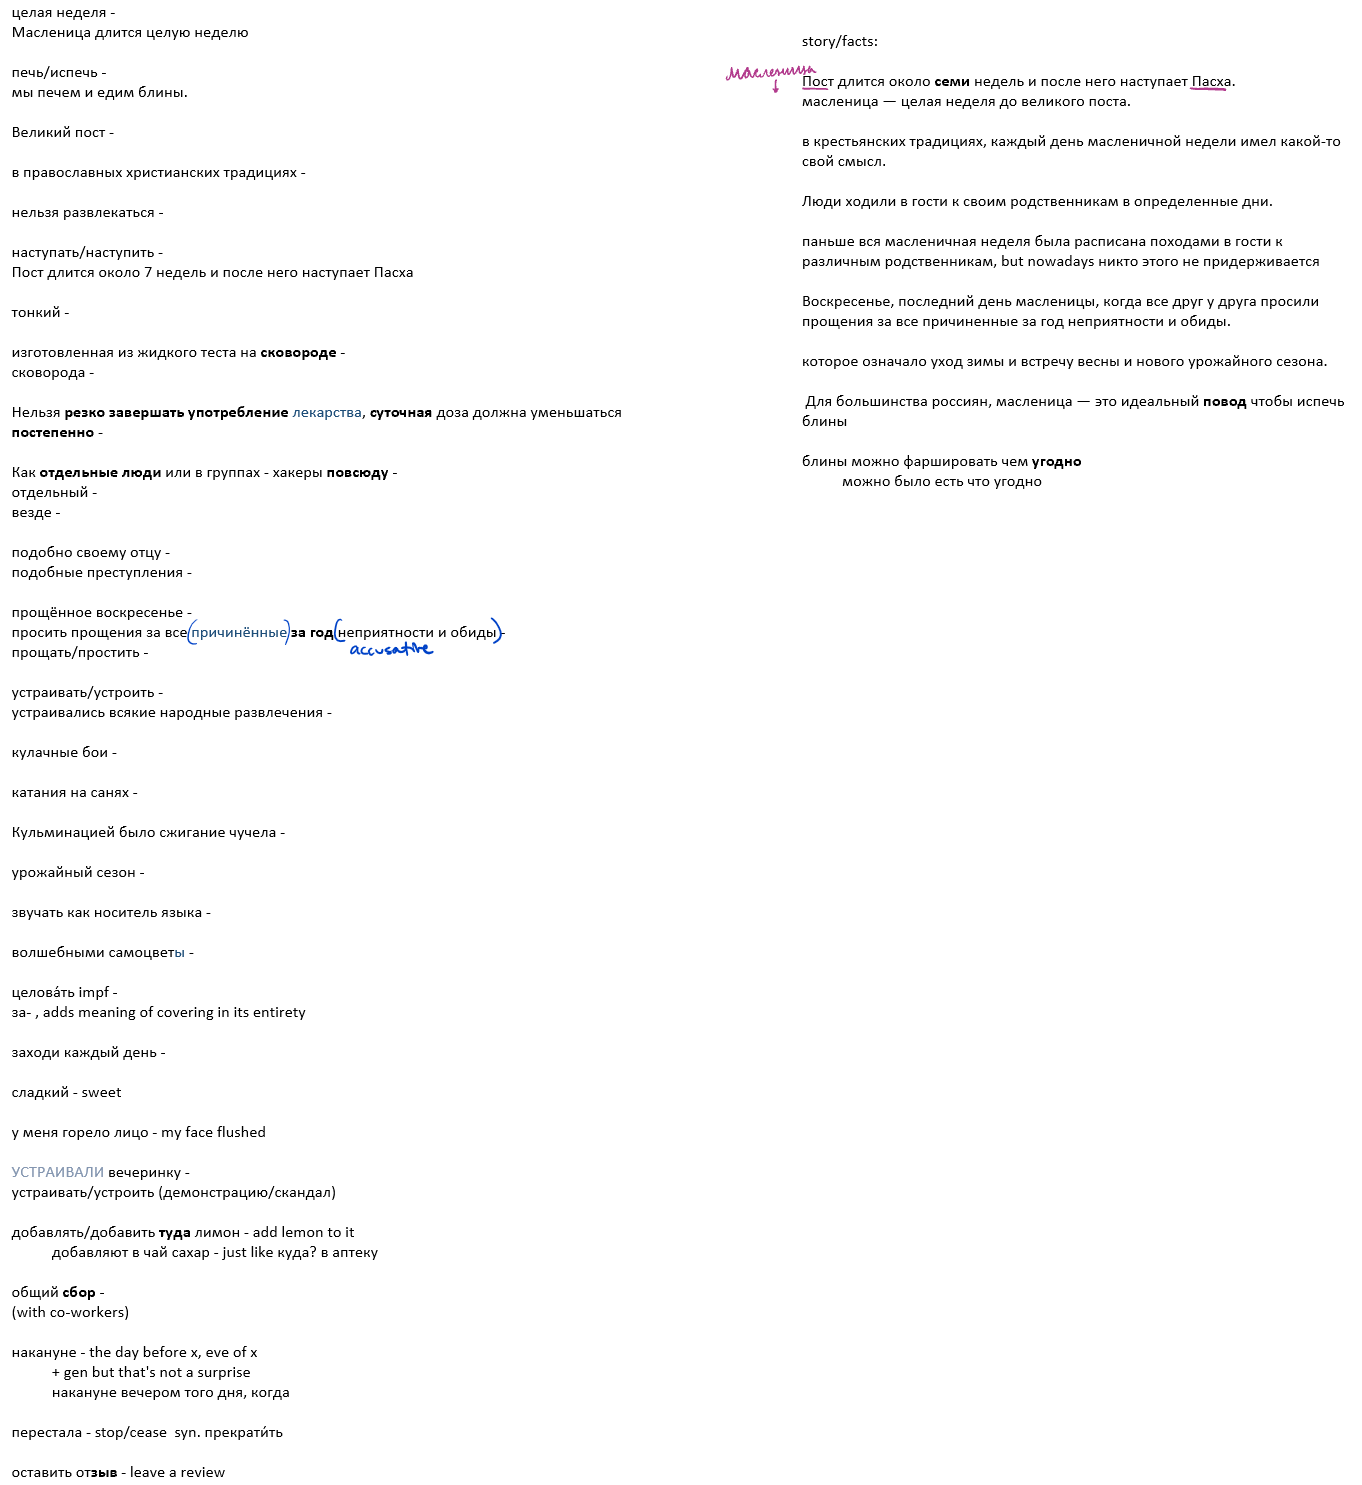 целая неделя -
Масленица длится целую неделю
печь/испечь -
мы печем и едим блины.
Великий пост -
в православных христианских традициях -
нельзя развлекаться -
наступать/наступить -
Пост длится около 7 недель и после него наступает Пасха
тонкий -
изготовленная из жидкого теста на сковороде -
сковорода -
Нельзя резко завершать употребление лекарства, суточная доза должна уменьшаться
постепенно -
Как отдельные люди или в группах - хакеры повсюду -
отдельный -
везде -
подобно своему отцу -
подобные преступления -
прощённое воскресенье -
просить прощения за все (причинённые) за год (неприятности и обиды) -
accusative
прощать/простить -
устраивать/устроить -
устраивались всякие народные развлечения -
кулачные бои -
катания на санях -
Кульминацией было сжигание чучела -
урожайный сезон -
звучать как носитель языка -
волшебными самоцветы -
целова́ть impf -
за- , adds meaning of covering in its entirety
заходи каждый день -
сладкий - sweet
у меня горело лицо - my face flushed
УСТРАИВАЛИ вечеринку -
устраивать/устроить (демонстрацию/скандал)
добавлять/добавить туда лимон - add lemon to it
добавляют в чай сахар - just like куда? в аптеку
общий сбор -
(with co-workers)
накануне - the day before x, eve of x
+ gen but that's not a surprise
накануне вечером того дня, когда
перестала - stop/cease syn. прекрати́ть
оставить отзыв - leave a review
story/facts:
масленица
Пост длится около семи недель и после него наступает Пасха.
масленица — целая неделя до великого поста.
в крестьянских традициях, каждый день масленичной недели имел какой-то
свой смысл.
Люди ходили в гости к своим родственникам в определенные дни.
паньше вся масленичная неделя была расписана походами в гости к
различным родственникам, but nowadays никто этого не придерживается
Воскресенье, последний день масленицы, когда все друг у друга просили
прощения за все причиненные за год неприятности и обиды.
которое означало уход зимы и встречу весны и нового урожайного сезона.
Для большинства россиян, масленица — это идеальный повод чтобы испечь
блины
блины можно фаршировать чем угодно
можно было есть что угодно